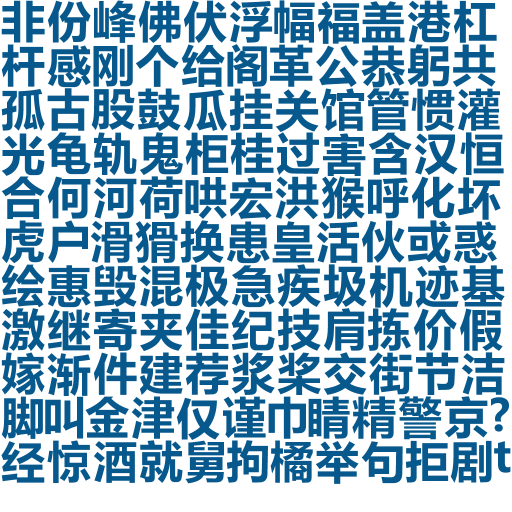 非份峰佛伏浮幅福盖港杠
杆感刚个给阁革公恭躬共
孤古股鼓瓜挂关馆管惯灌
光龟轨鬼柜桂过害含汉恒
合何河荷哄宏洪猴呼化坏
虎户滑猾换患皇活伙或惑
绘惠毁混极急疾圾机迹基
激继寄夹佳纪技肩拣价假
嫁渐件建荐浆桨交街节洁
脚叫金津仅谨巾睛精警京?
经惊酒就舅拘橘举句拒剧t